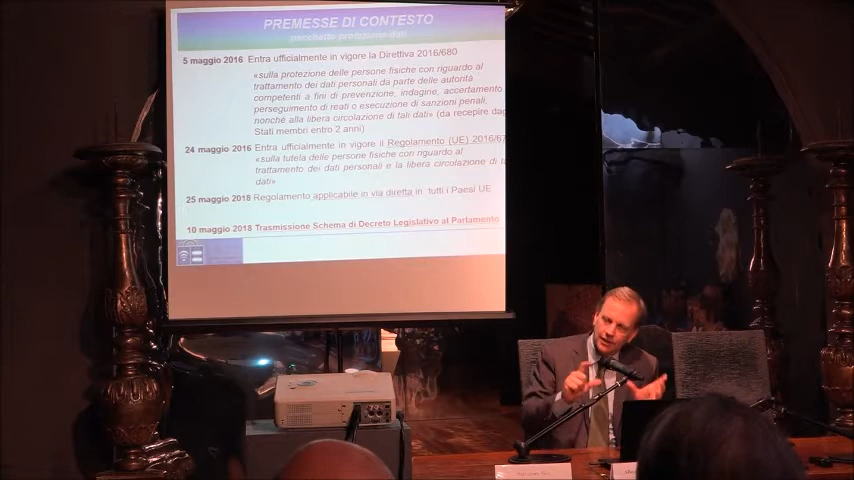 PREMESSE DI CONTESTO
pacchetto protezione dati
5 maggio 2016 Entra ufficialmente in vigore la Direttiva 2016/680
«sulla protezione delle persone fisiche con riguardo al
trattamento dei dati personali da parte delle autorità
competenti a fini di prevenzione, indagine, accertamento
perseguimento di reati o esecuzione di sanzioni penali,
nonché alla libera circolazione di tali dati» (da recepire dag
Stati membri entro 2 anni)
24 maggio 2016 Entra ufficialmente in vigore il Regolamento (UE) 2016/67
«sulla tutela delle persone fisiche con riguardo al
trattamento dei dati personali e la libera circolazione di t
dati»
25 maggio 2018 Regolamento applicabile in via diretta in tutti i Paesi UE
10 maggio 2018 Trasmissione Schema di Decreto Legislativo al Parlamento